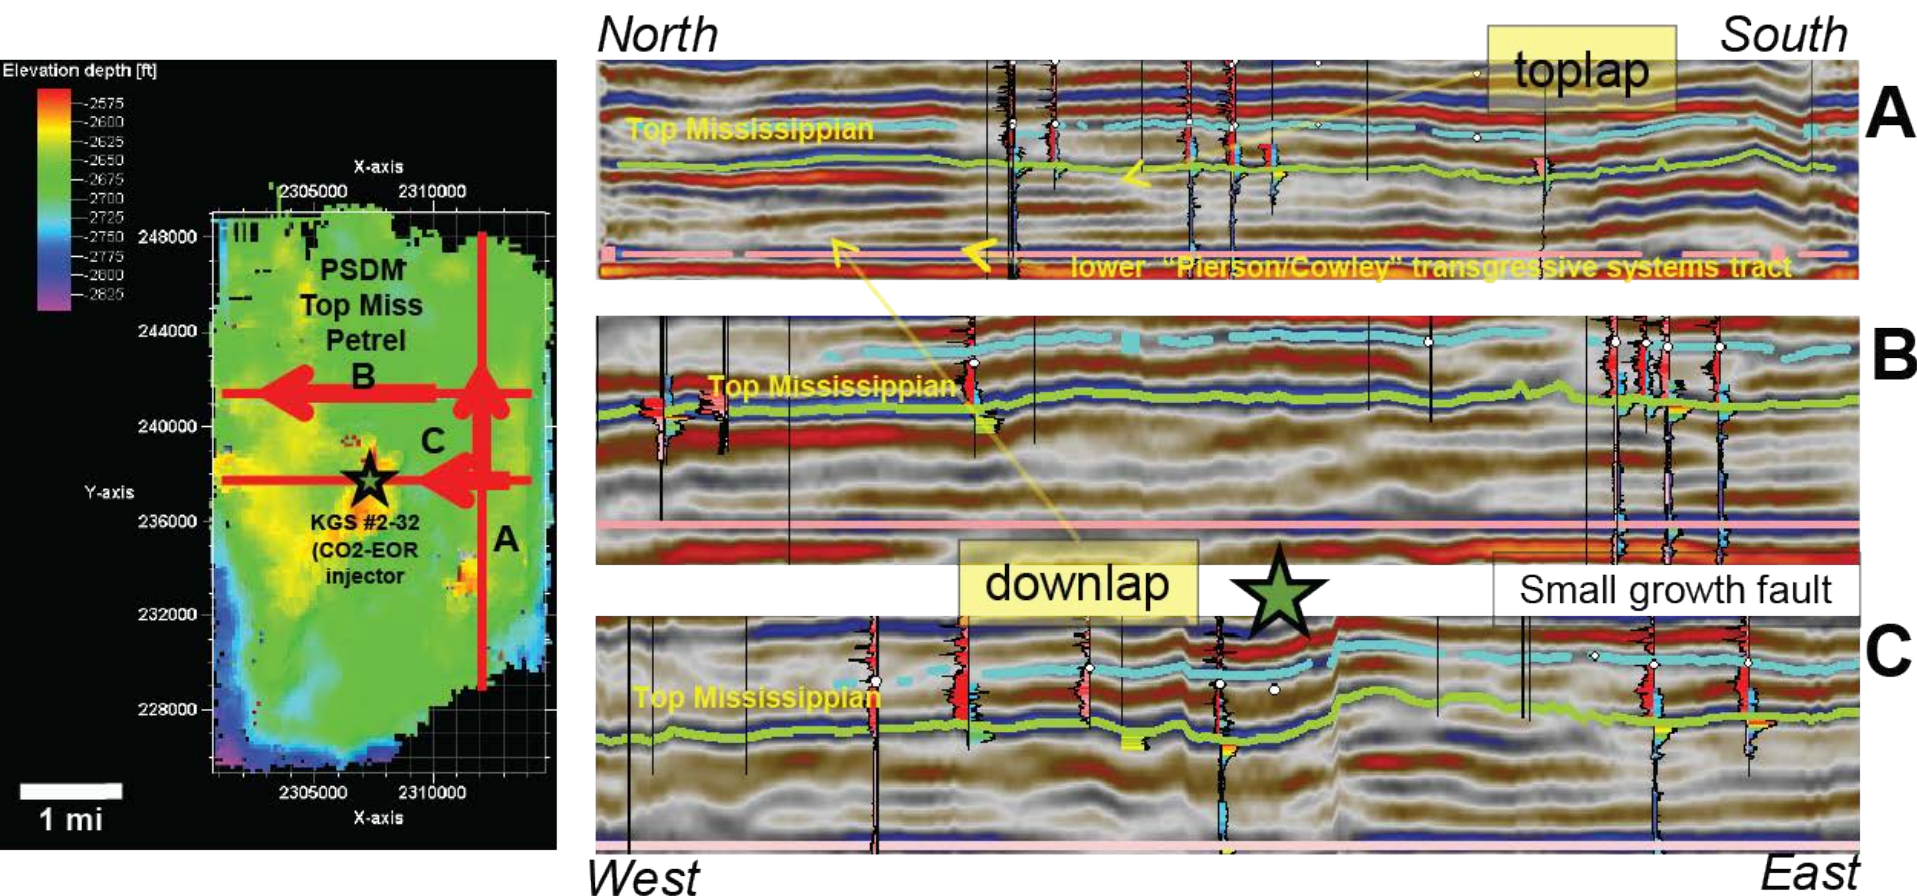 Elevation depth [ft]
-2575
-2600
-2625
-2650
-2675
-2700
-2725
-2750
-2775
-2800
-2825
X-axis
2305000 2310000
248000
244000
240000
Y-axis
236000
232000
228000
PSDM
Top Miss
Petrel
B
C
KGS #2-32
(CO2-EOR
injector
A
2305000 2310000
X-axis
1 mi
North
South
toplap
A
Top Mississippian
lower "Pierson/Cowley" transgressive systems tract
B
Top Mississippian
downlap
Small growth fault
C
Top Mississippian
West
East